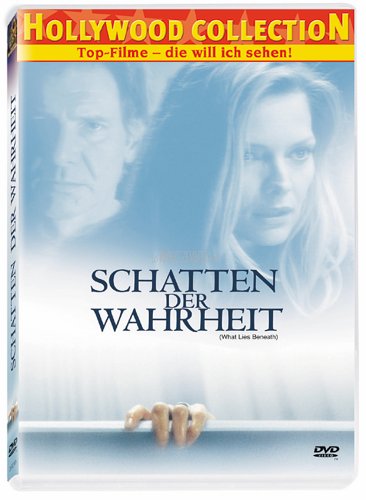 HOLLYWOOD COLLECTION
Top-Filme – die will ich sehen!
SCHATTEN
DER
WAHRHEIT
(What Lies Beneath)
DVD
VIDEO
SCHATTEN DER WAHRHEIT
DVD